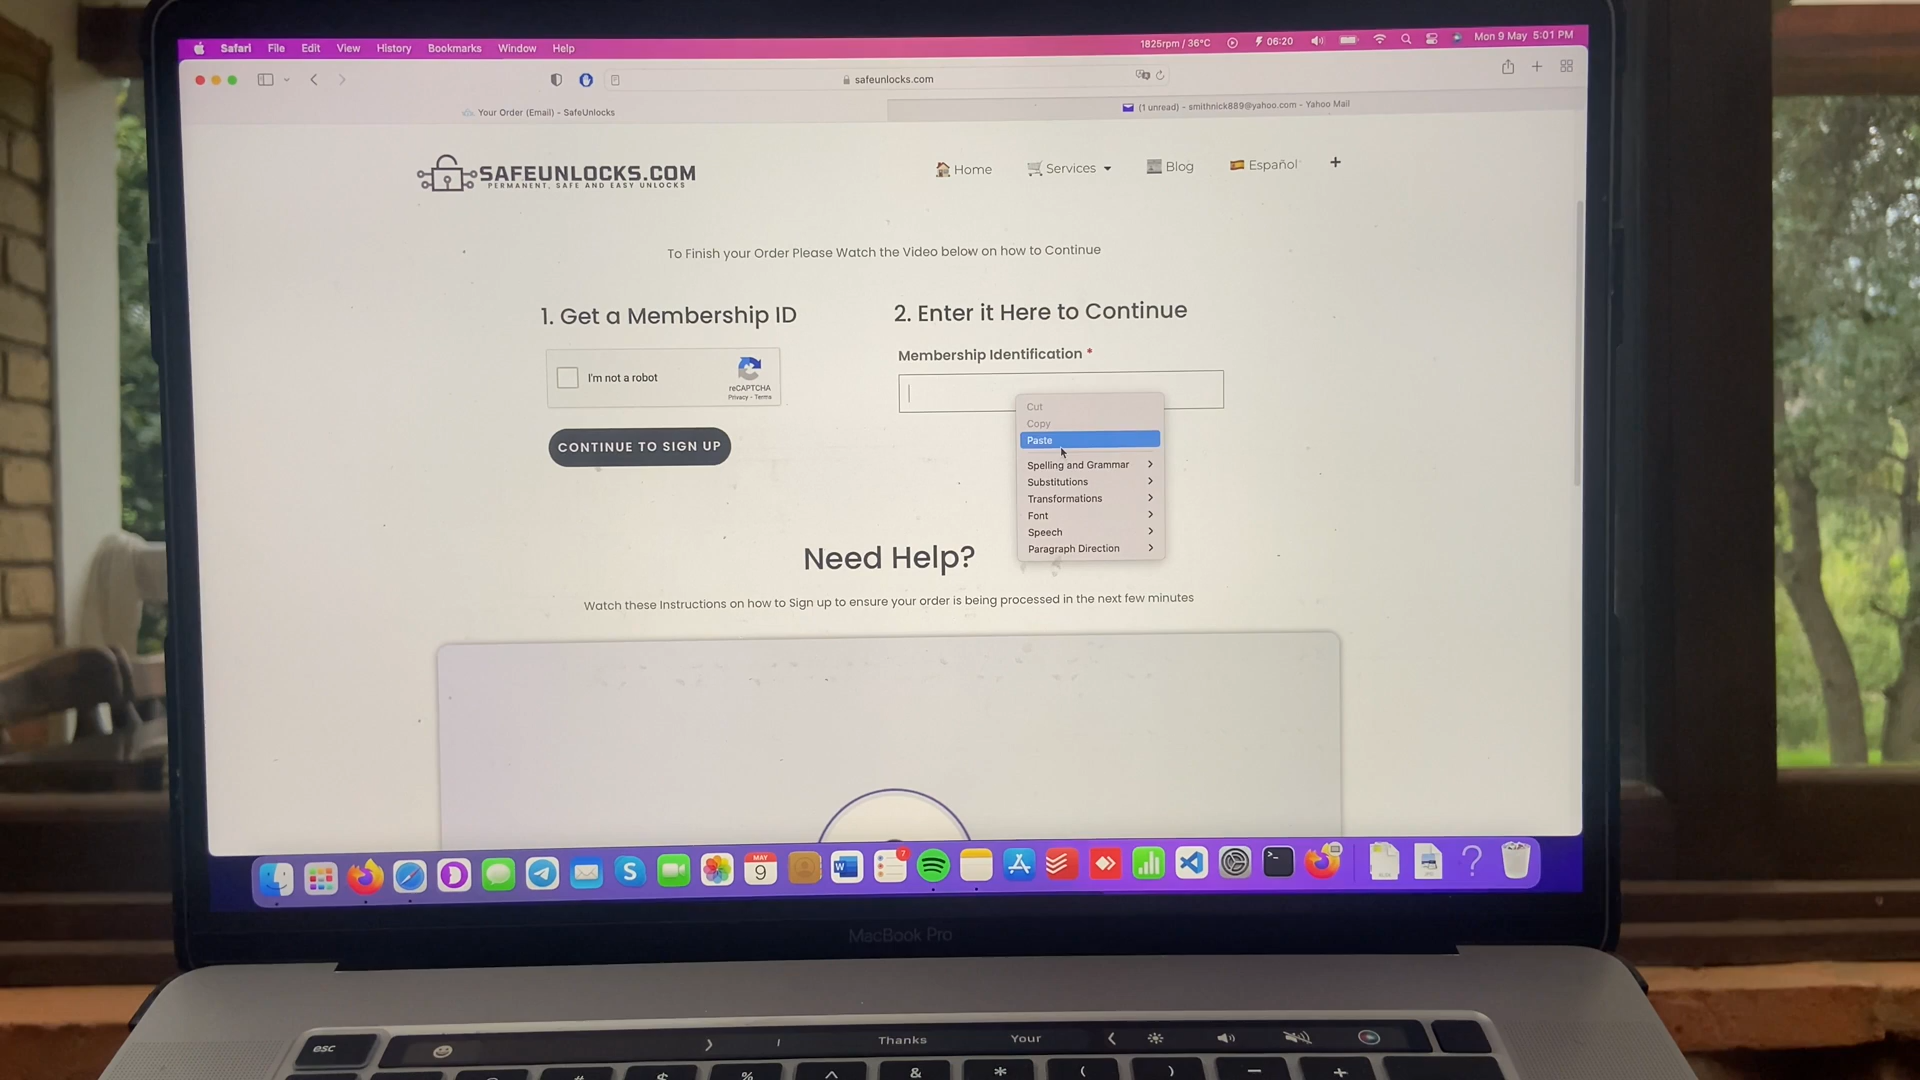 Safari File Edit View History Bookmarks Window Help 1825rpm / 36°C 06:20 Mon 9 May 5:01 PM
safeunlocks.com
Your Order (Email) - SafeUnlocks (1 unread) - smithnick889@yahoo.com - Yahoo Mail
SAFEUNLOCKS.COM
PERMANENT, SAFE AND EASY UNLOCKS
Home Services Blog Español +
To Finish your Order Please Watch the Video below on how to Continue
1. Get a Membership ID
I'm not a robot
reCAPTCHA
Privacy - Terms
CONTINUE TO SIGN UP
2. Enter it Here to Continue
Membership Identification *
Cut
Copy
Paste
Spelling and Grammar
Substitutions
Transformations
Font
Speech
Paragraph Direction
Need Help?
Watch these Instructions on how to Sign up to ensure your order is being processed in the next few minutes
MAY
9
W
7
MacBook Pro
esc
I Thanks Your
# $ % ^ & * ( ) — +